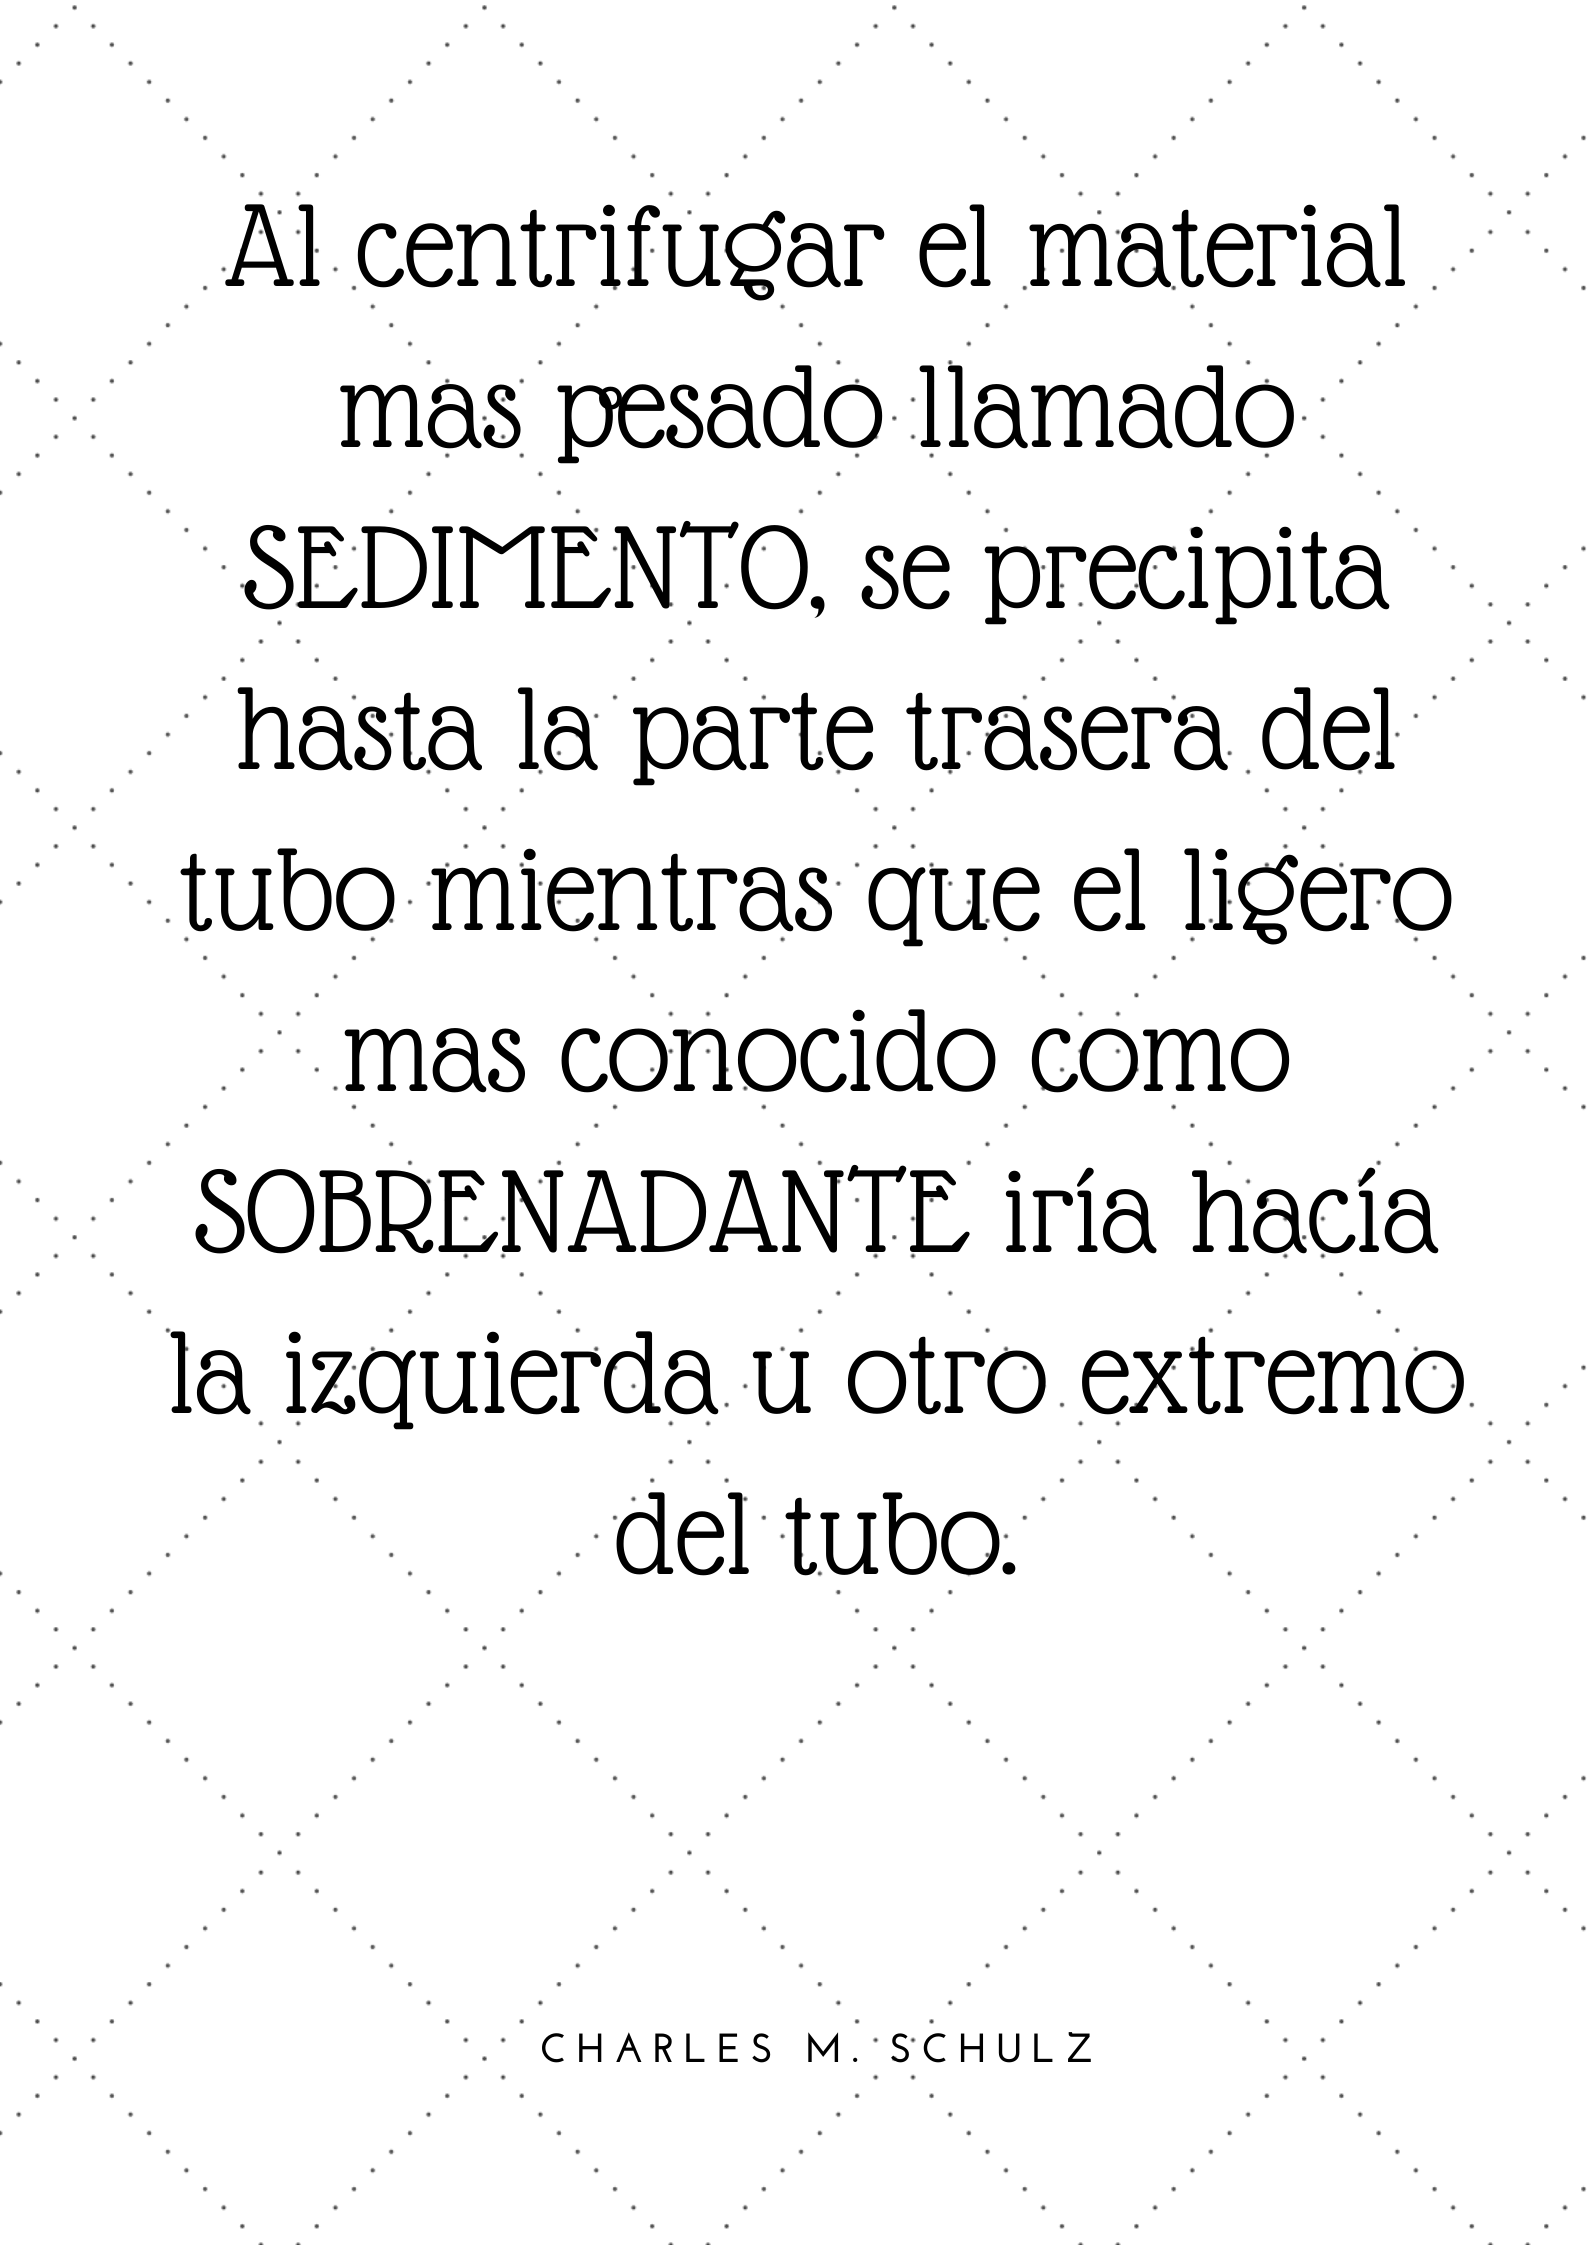 Al centrifugar el material
mas pesado llamado
SEDIMENTO, se precipita
hasta la parte trasera del
tubo mientras que el ligero
mas conocido como
SOBRENADANTE iría hacía
la izquierda u otro extremo
del tubo.
CHARLES M. SCHULZ